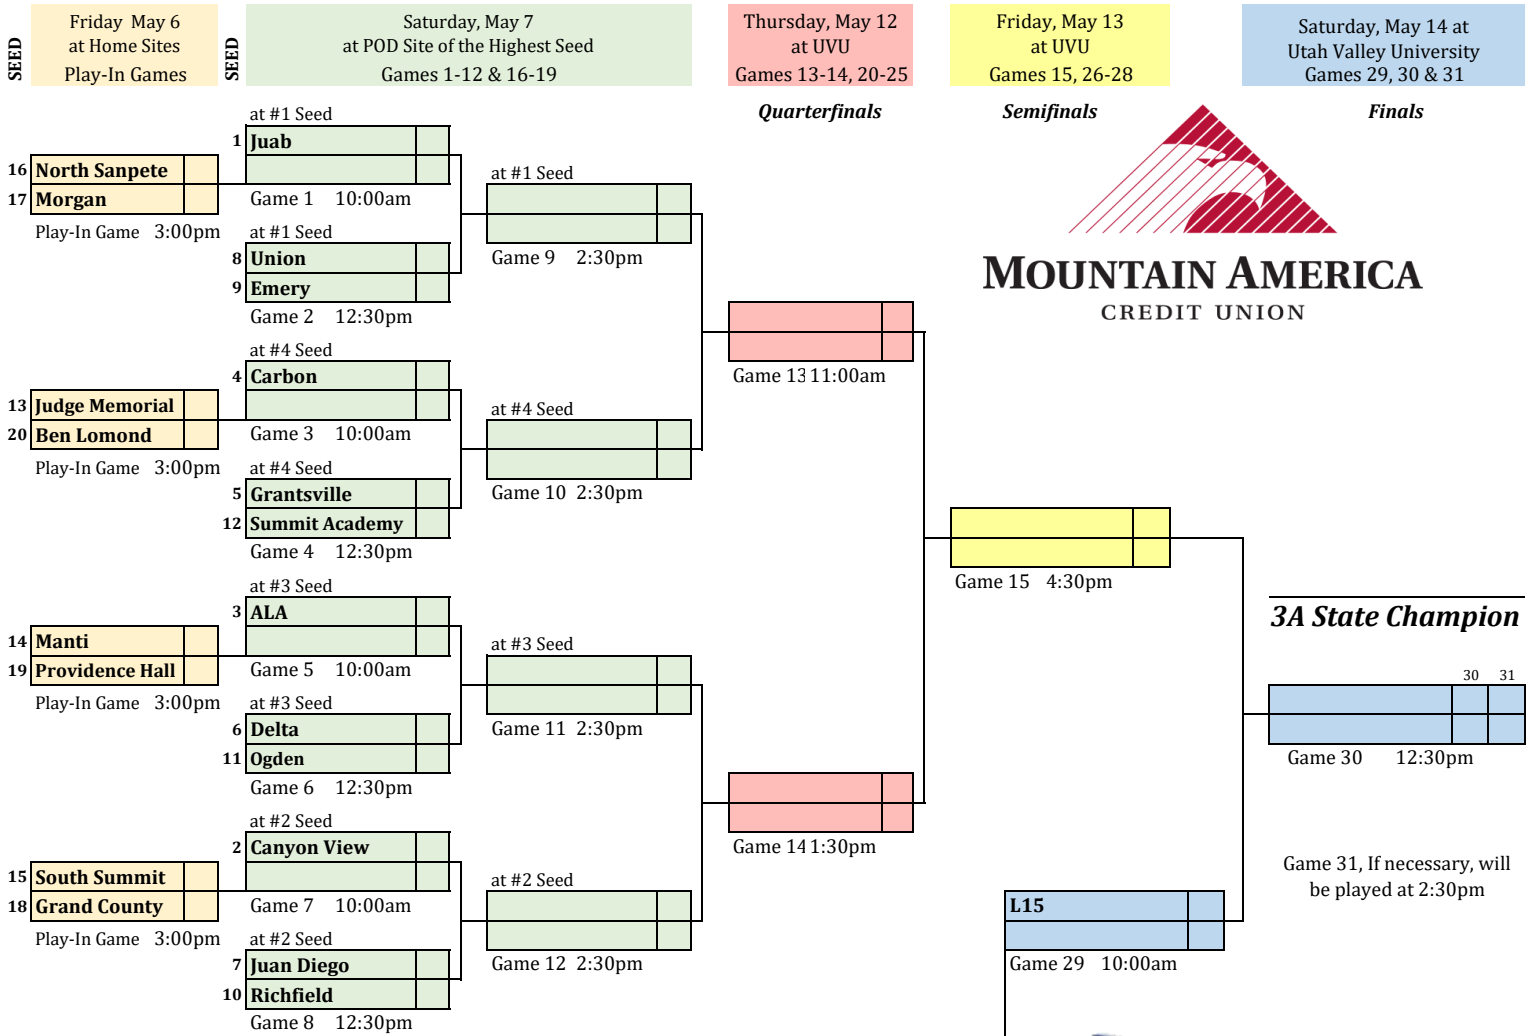 SEED
Friday May 6
at Home Sites
Play-In Games
SEED
Saturday, May 7
at POD Site of the Highest Seed
Games 1-12 & 16-19
Thursday, May 12
at UVU
Games 13-14, 20-25
Friday, May 13
at UVU
Games 15, 26-28
Saturday, May 14 at
Utah Valley University
Games 29, 30 & 31
Quarterfinals
Semifinals
Finals
MOUNTAIN AMERICA
CREDIT UNION
16 North Sanpete
17 Morgan
Play-In Game 3:00pm
13 Judge Memorial
20 Ben Lomond
Play-In Game 3:00pm
14 Manti
19 Providence Hall
Play-In Game 3:00pm
15 South Summit
18 Grand County
Play-In Game 3:00pm
at #1 Seed
1 Juab
Game 1 10:00am
at #1 Seed
8 Union
9 Emery
Game 2 12:30pm
at #4 Seed
4 Carbon
Game 3 10:00am
at #4 Seed
5 Grantsville
12 Summit Academy
Game 4 12:30pm
at #3 Seed
3 ALA
Game 5 10:00am
at #3 Seed
6 Delta
11 Ogden
Game 6 12:30pm
at #2 Seed
2 Canyon View
Game 7 10:00am
at #2 Seed
7 Juan Diego
10 Richfield
Game 8 12:30pm
at #1 Seed
Game 9 2:30pm
at #4 Seed
Game 10 2:30pm
at #3 Seed
Game 11 2:30pm
at #2 Seed
Game 12 2:30pm
Game 13 11:00am
Game 14 1:30pm
Game 15 4:30pm
L15
Game 29 10:00am
3A State Champion
30 31
Game 30 12:30pm
Game 31, If necessary, will
be played at 2:30pm